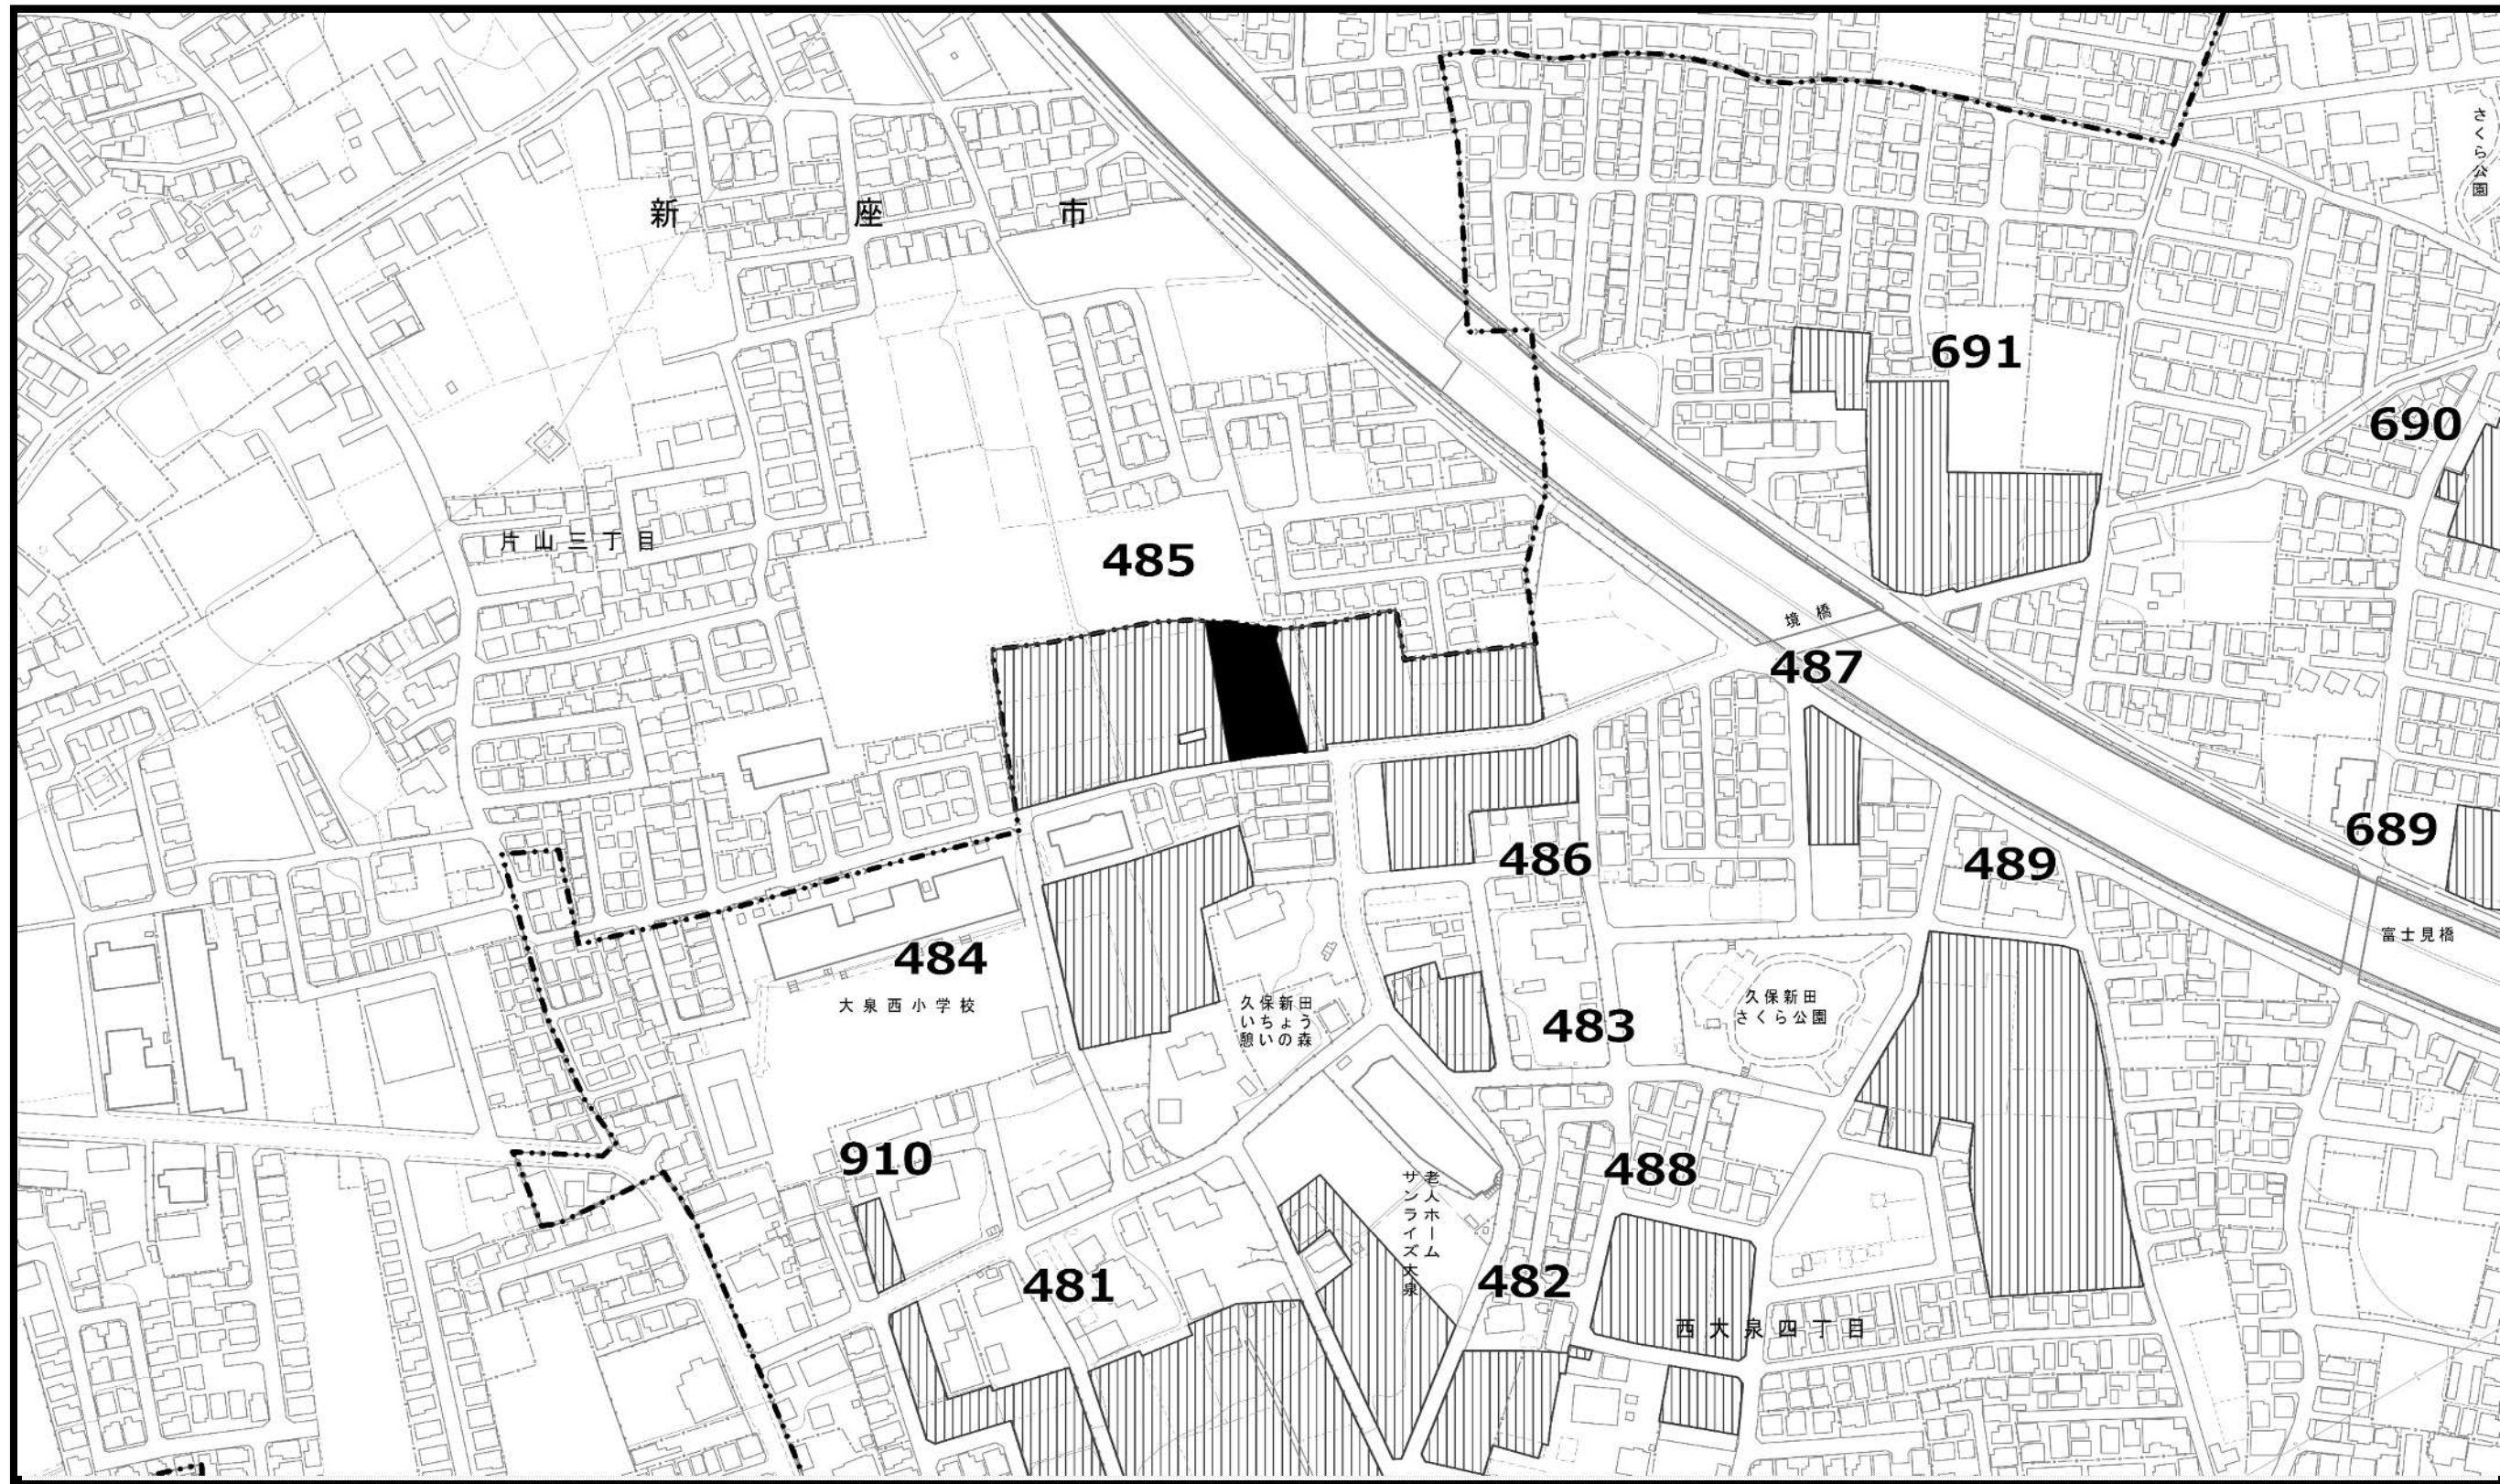 さくら公園
新座市
691
690
片山三丁目
485
境橋
487
689
486
489
富士見橋
484
大泉西小学校
久保新田
いちょう
憩いの森
久保新田
さくら公園
483
910
488
老人ホーム
サンライズ大泉
481
482
西大泉四丁目